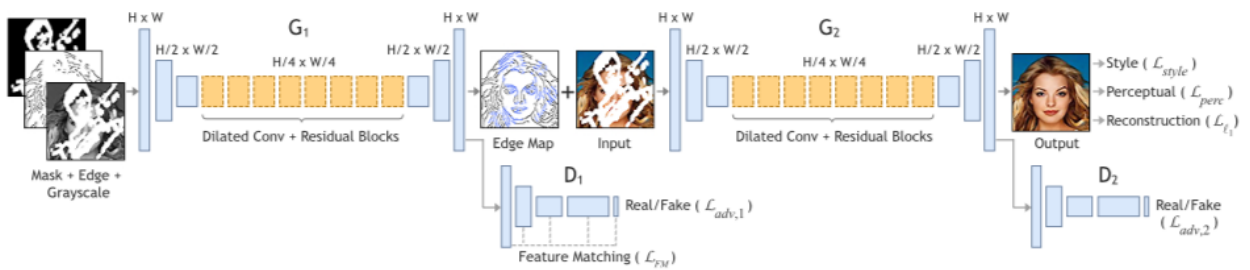 H x W
H/2 x W/2
G₁
H/4 x W/4
Dilated Conv + Residual Blocks
H/2 x W/2
H x W
Mask + Edge +
Grayscale
Edge Map
+
Input
H x W
H/2 x W/2
G₂
H/4 x W/4
Dilated Conv + Residual Blocks
H/2 x W/2
H x W
Output
Style ( ℒstyle )
Perceptual ( ℒperc )
Reconstruction ( ℒℓ1 )
D₁
Real/Fake ( ℒadv,1 )
Feature Matching ( ℒFM )
D₂
Real/Fake
( ℒadv,2 )